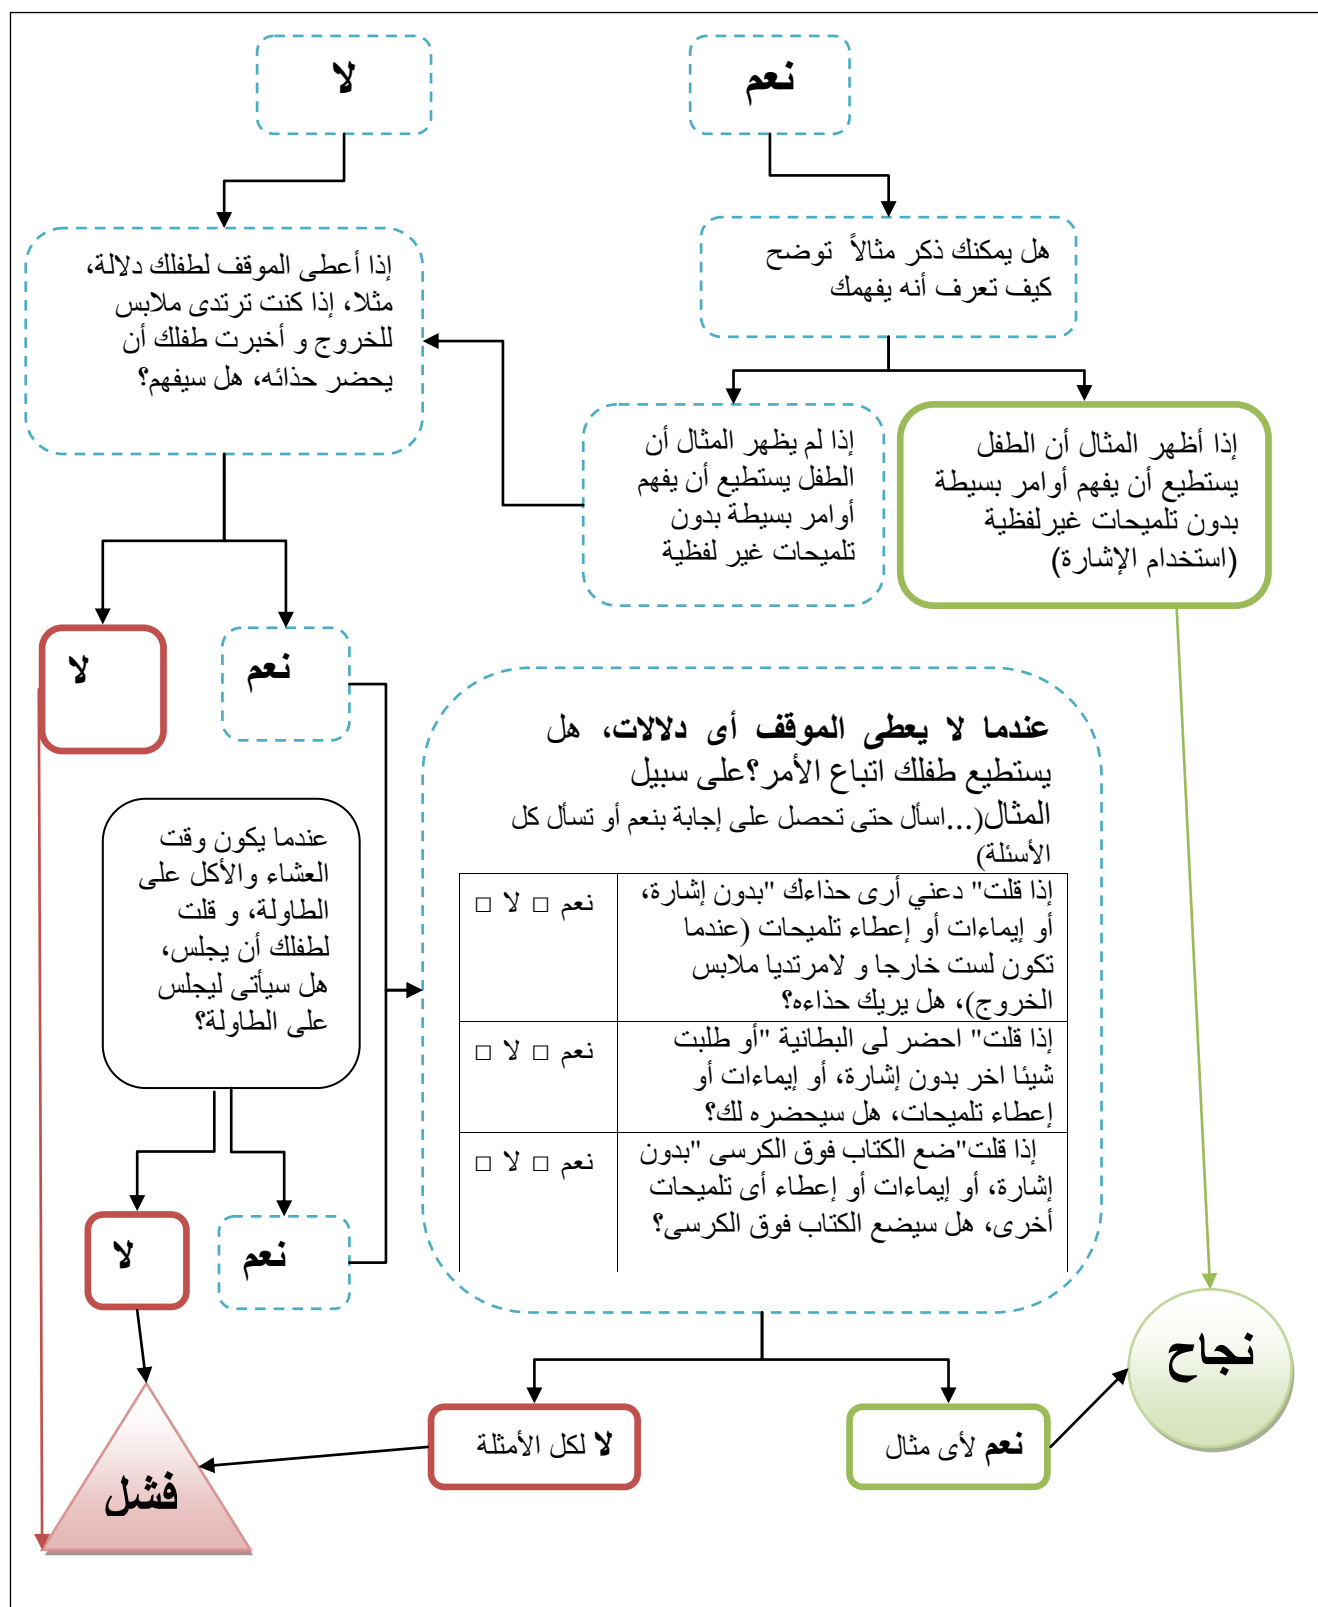 نعم
لا
هل يمكنك ذكر مثالاً توضح
كيف تعرف أنه يفهمك
إذا أعطى الموقف لطفلك دلالة،
مثلا، إذا كنت ترتدى ملابس
للخروج و أخبرت طفلك أن
يحضر حذائه، هل سيفهم؟
إذا أظهر المثال أن الطفل
يستطيع أن يفهم أوامر بسيطة
بدون تلميحات غيرلفظية
(استخدام الإشارة)
إذا لم يظهر المثال أن
الطفل يستطيع أن يفهم
أوامر بسيطة بدون
تلميحات غير لفظية
نعم
لا
عندما لا يعطى الموقف أى دلالات، هل
يستطيع طفلك اتباع الأمر؟على سبيل
المثال(...اسأل حتى تحصل على إجابة بنعم أو تسأل كل
الأسئلة)
إذا قلت" دعني أرى حذاءك "بدون إشارة،
أو إيماءات أو إعطاء تلميحات (عندما
تكون لست خارجا و لامرتديا ملابس
الخروج)، هل يريك حذاءه؟
نعم □ لا □
إذا قلت" احضر لى البطانية "أو طلبت
شيئا اخر بدون إشارة، أو إيماءات أو
إعطاء تلميحات، هل سيحضره لك؟
نعم □ لا □
إذا قلت"ضع الكتاب فوق الكرسى "بدون
إشارة، أو إيماءات أو إعطاء أى تلميحات
أخرى، هل سيضع الكتاب فوق الكرسى؟
نعم □ لا □
عندما يكون وقت
العشاء والأكل على
الطاولة، و قلت
لطفلك أن يجلس،
هل سيأتى ليجلس
على الطاولة؟
نعم
لا
نعم لأى مثال
لا لكل الأمثلة
نجاح
فشل